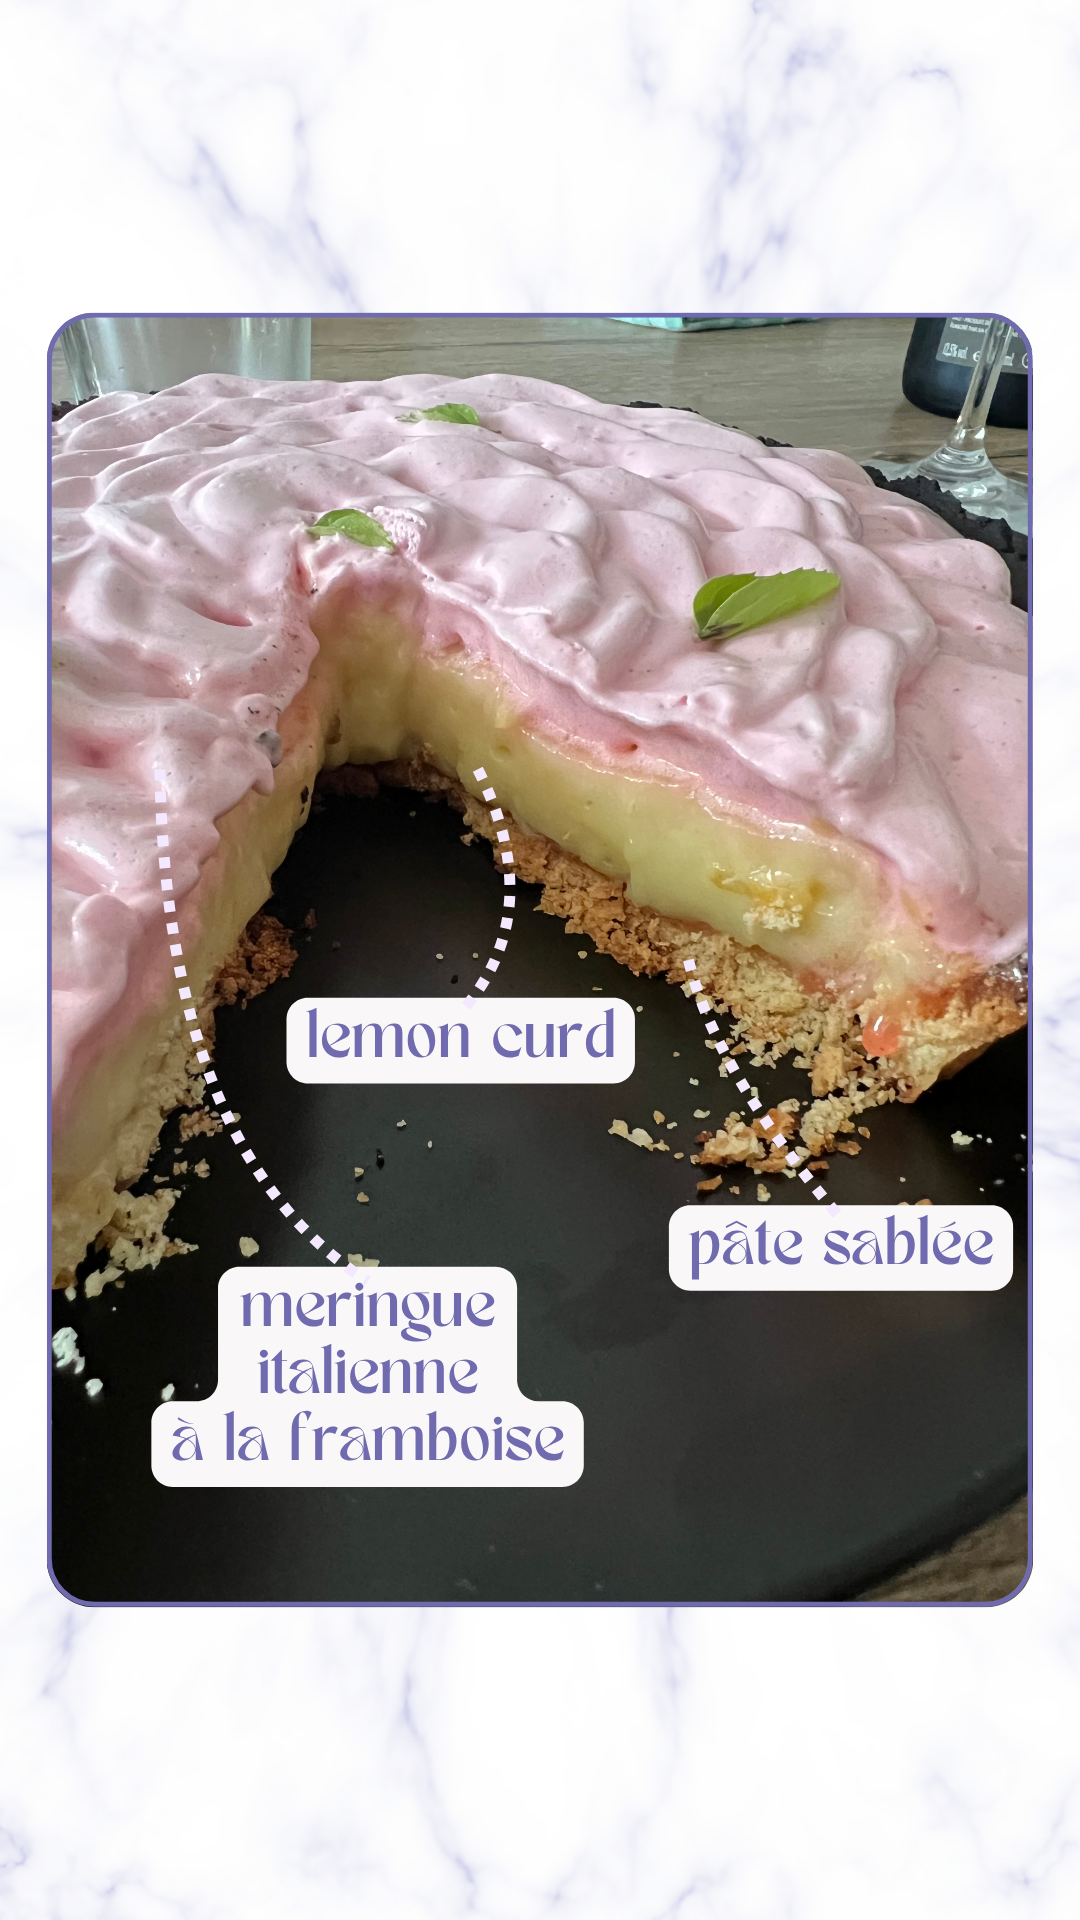 lemon curd
pâte sablée
meringue
italienne
à la framboise